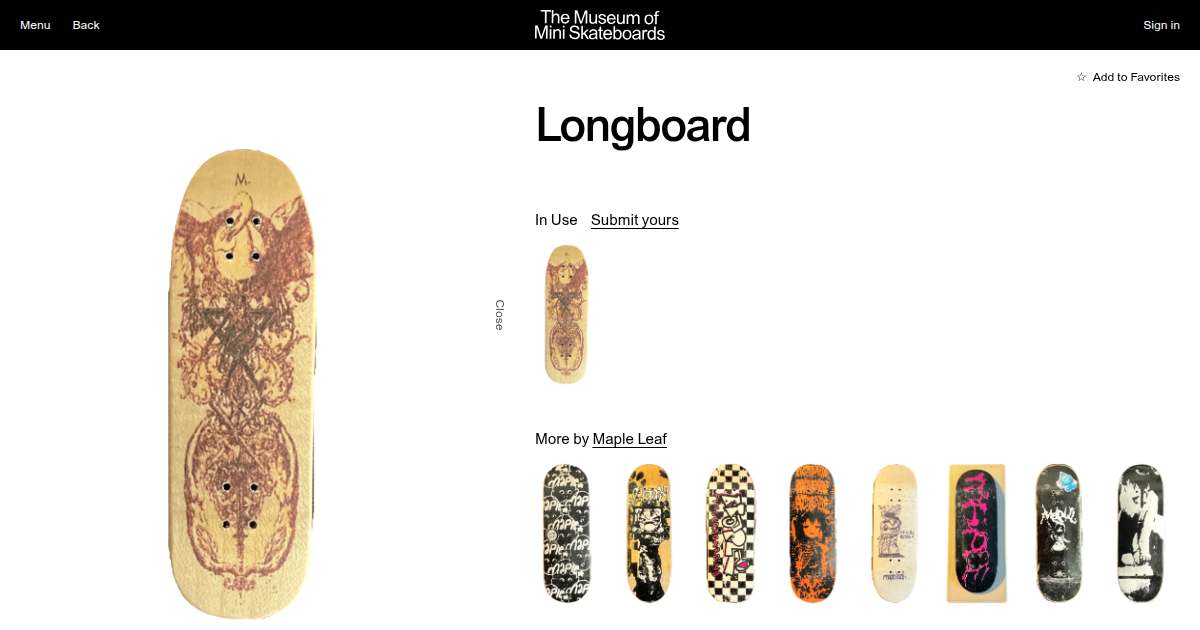 Menu
Back
The Museum of
Mini Skateboards
Sign in
☆ Add to Favorites
Longboard
M.
In Use
Submit yours
Close
More by Maple Leaf